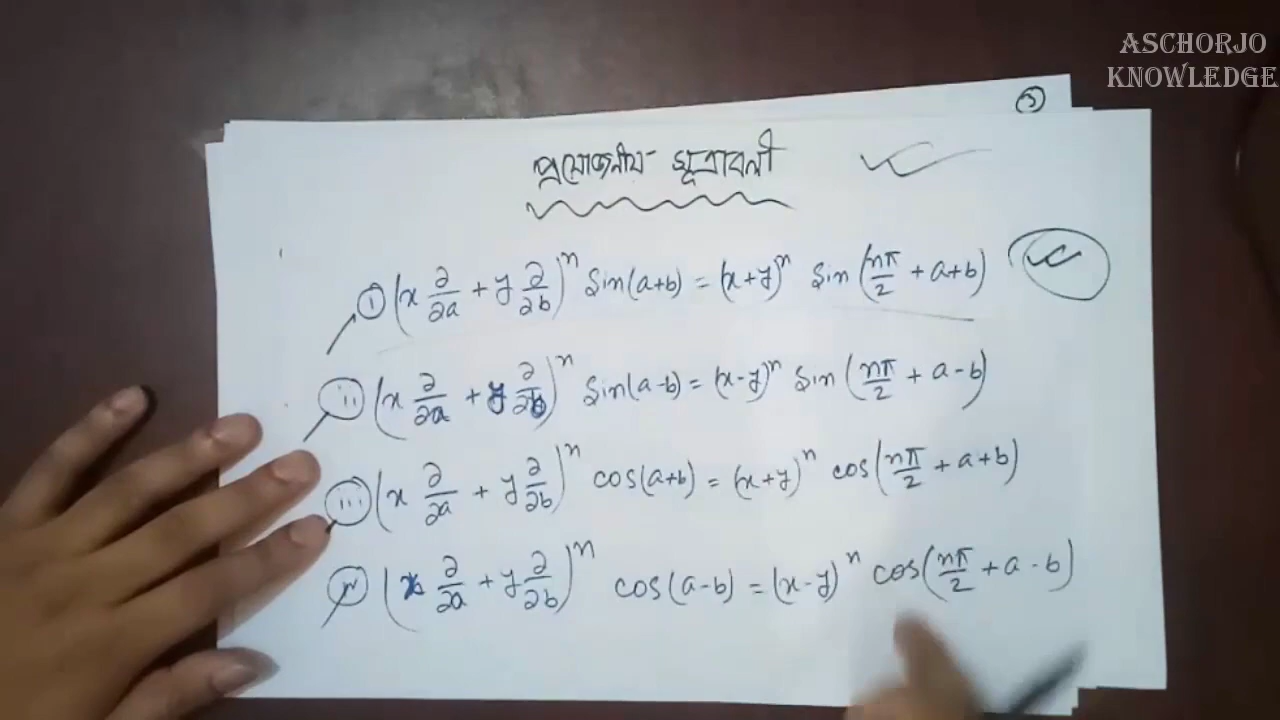 ASCHORJO
KNOWLEDGE
১
প্রয়োজনীয় সূত্রাবলী
(i) (x ∂/∂a + y ∂/∂b)^n Sin(a+b) = (x+y)^n Sin(nπ/2 + a+b)
(ii) (x ∂/∂a + y ∂/∂b)^n Sin(a-b) = (x-y)^n Sin(nπ/2 + a-b)
(iii) (x ∂/∂a + y ∂/∂b)^n cos(a+b) = (x+y)^n cos(nπ/2 + a+b)
(iv) (x ∂/∂a + y ∂/∂b)^n cos(a-b) = (x-y)^n cos(nπ/2 + a-b)